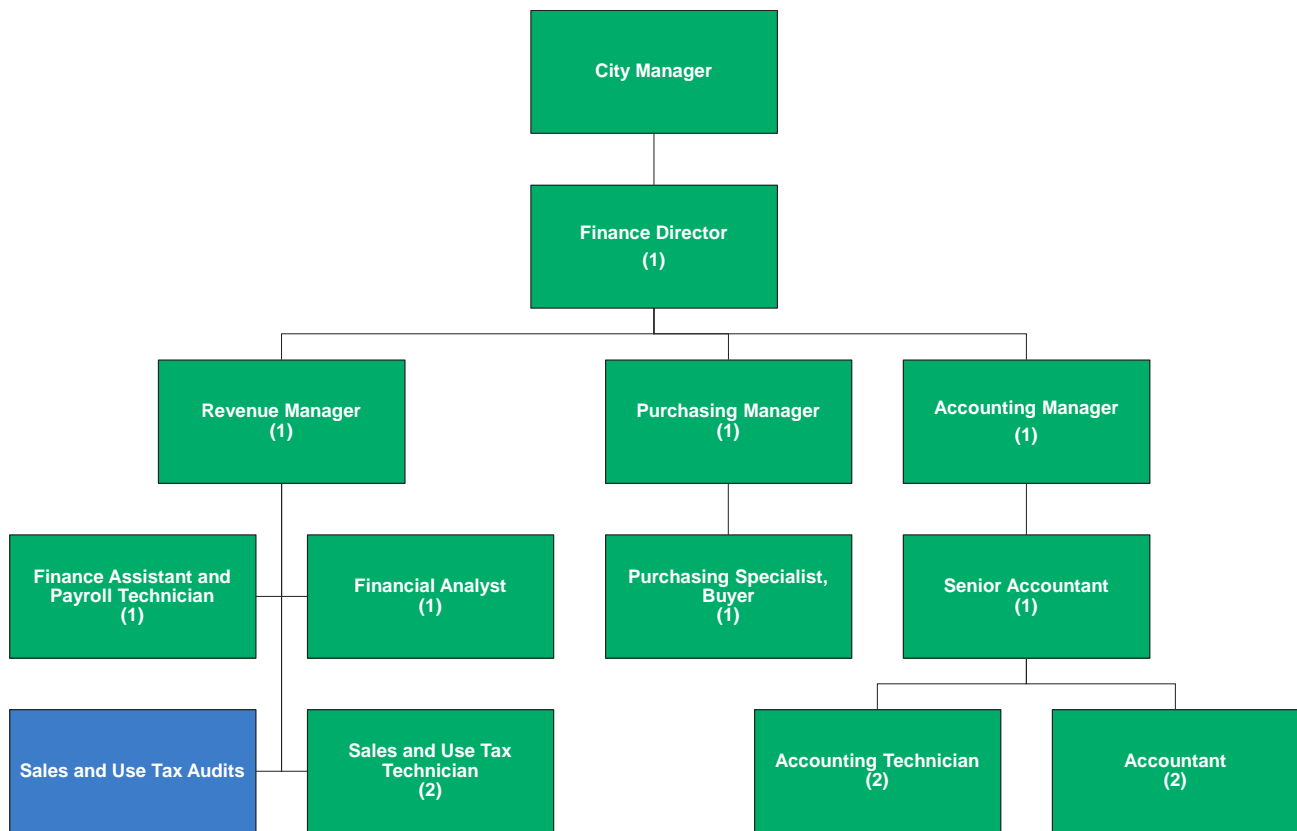 City Manager
Finance Director
(1)
Revenue Manager
(1)
Purchasing Manager
(1)
Accounting Manager
(1)
Finance Assistant and
Payroll Technician
(1)
Financial Analyst
(1)
Purchasing Specialist,
Buyer
(1)
Senior Accountant
(1)
Sales and Use Tax Audits
Sales and Use Tax
Technician
(2)
Accounting Technician
(2)
Accountant
(2)